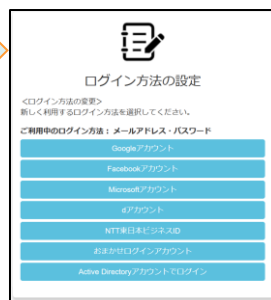 ログイン方法の設定
＜ログイン方法の変更＞
新しく利用するログイン方法を選択してください。
ご利用中のログイン方法：メールアドレス・パスワード
Googleアカウント
Facebookアカウント
Microsoftアカウント
dアカウント
NTT東日本ビジネスID
おまかせログインアカウント
Active Directoryアカウントでログイン